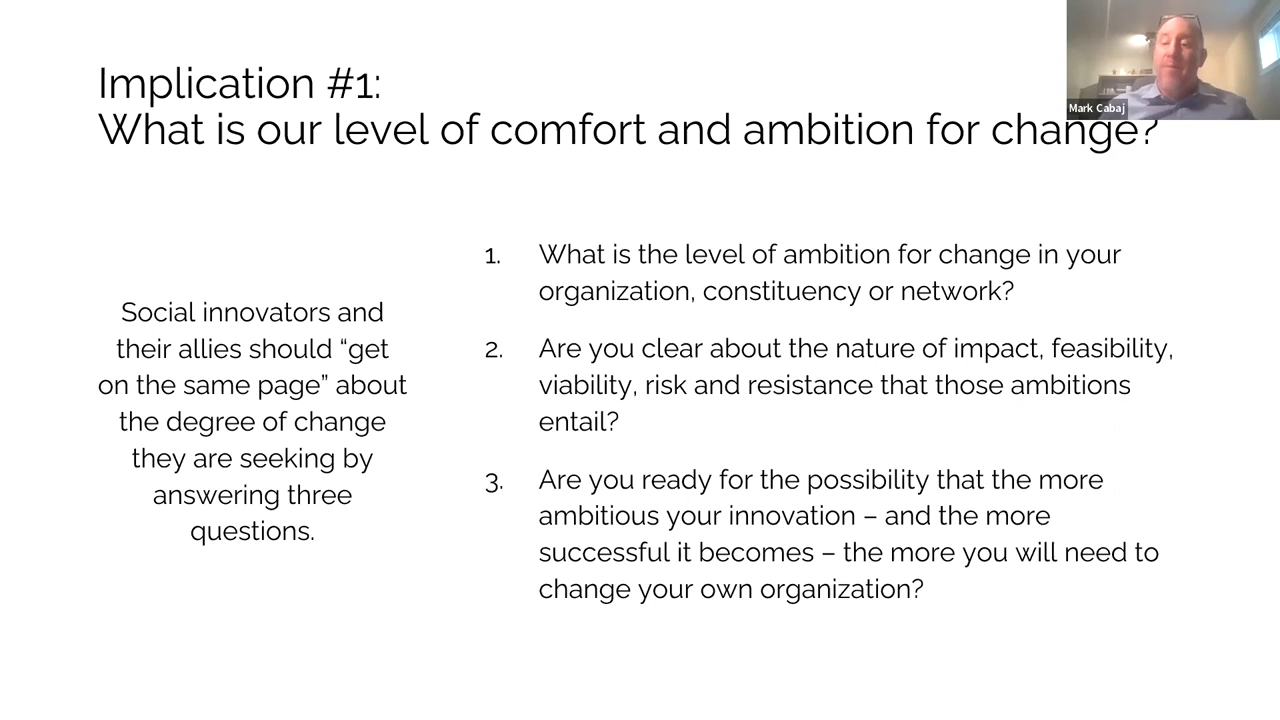 Implication #1:
What is our level of comfort and ambition for change?
Mark Cabaj
Social innovators and
their allies should “get
on the same page” about
the degree of change
they are seeking by
answering three
questions.
1. What is the level of ambition for change in your
organization, constituency or network?
2. Are you clear about the nature of impact, feasibility,
viability, risk and resistance that those ambitions
entail?
3. Are you ready for the possibility that the more
ambitious your innovation – and the more
successful it becomes – the more you will need to
change your own organization?